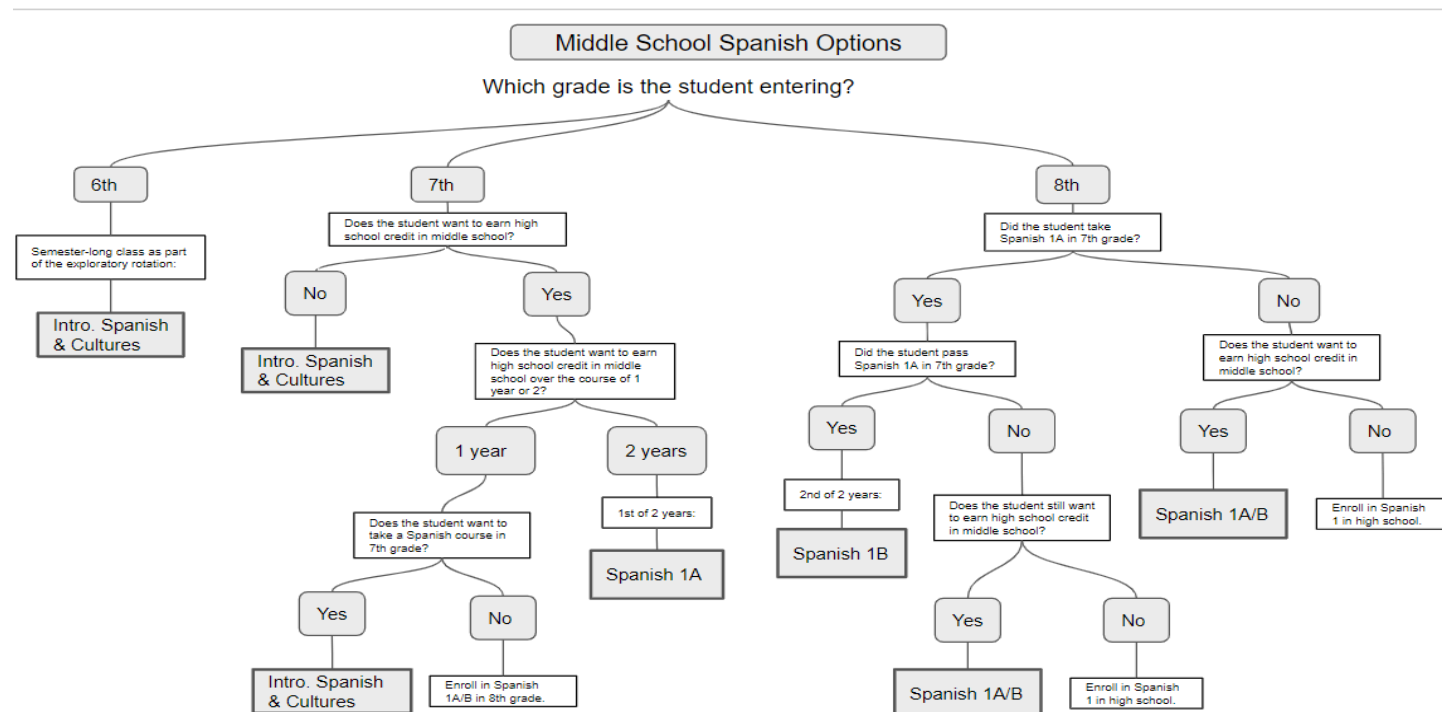 Middle School Spanish Options
Which grade is the student entering?
6th
7th
8th
Semester-long class as part
of the exploratory rotation:
Intro. Spanish
& Cultures
Does the student want to earn high
school credit in middle school?
No
Yes
Intro. Spanish
& Cultures
Does the student want to earn
high school credit in middle
school over the course of 1
year or 2?
1 year
2 years
Does the student want to
take a Spanish course in
7th grade?
1st of 2 years:
Spanish 1A
Yes
No
Intro. Spanish
& Cultures
Enroll in Spanish
1A/B in 8th grade.
Did the student take
Spanish 1A in 7th grade?
Yes
No
Did the student pass
Spanish 1A in 7th grade?
Yes
No
2nd of 2 years:
Spanish 1B
Does the student still want
to earn high school credit
in middle school?
Yes
No
Spanish 1A/B
Enroll in Spanish
1 in high school.
Does the student want to
earn high school credit in
middle school?
Yes
No
Spanish 1A/B
Enroll in Spanish
1 in high school.